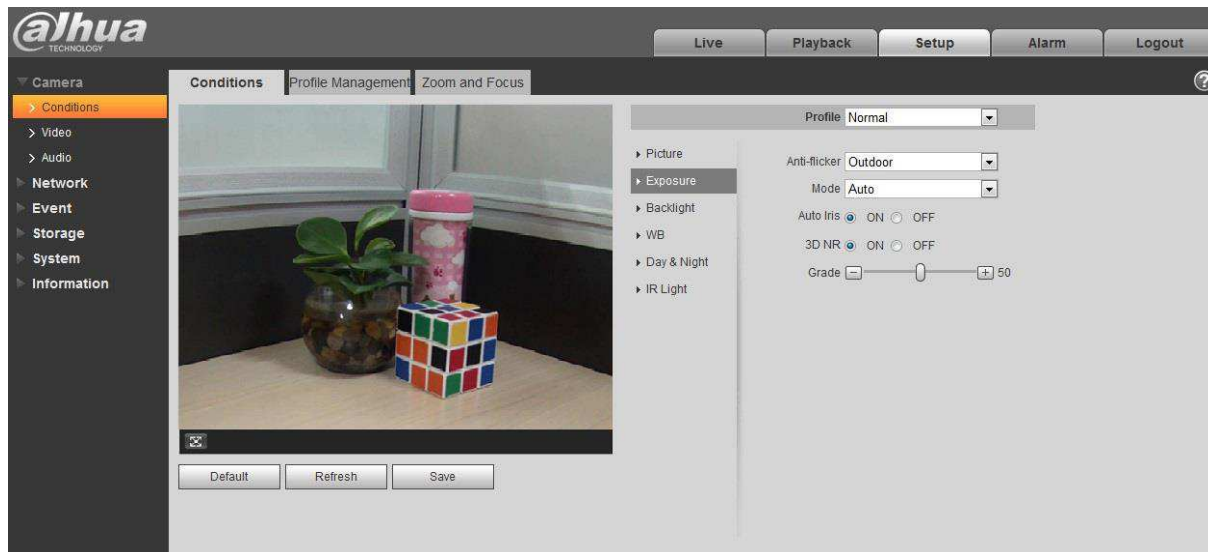 alhua
TECHNOLOGY
Live
Playback
Setup
Alarm
Logout
Camera
Conditions
Video
Audio
Network
Event
Storage
System
Information
Conditions
Profile Management
Zoom and Focus
?
Default
Refresh
Save
Profile Normal
Picture
Exposure
Backlight
WB
Day & Night
IR Light
Anti-flicker Outdoor
Mode Auto
Auto Iris ON OFF
3D NR ON OFF
Grade - + 50